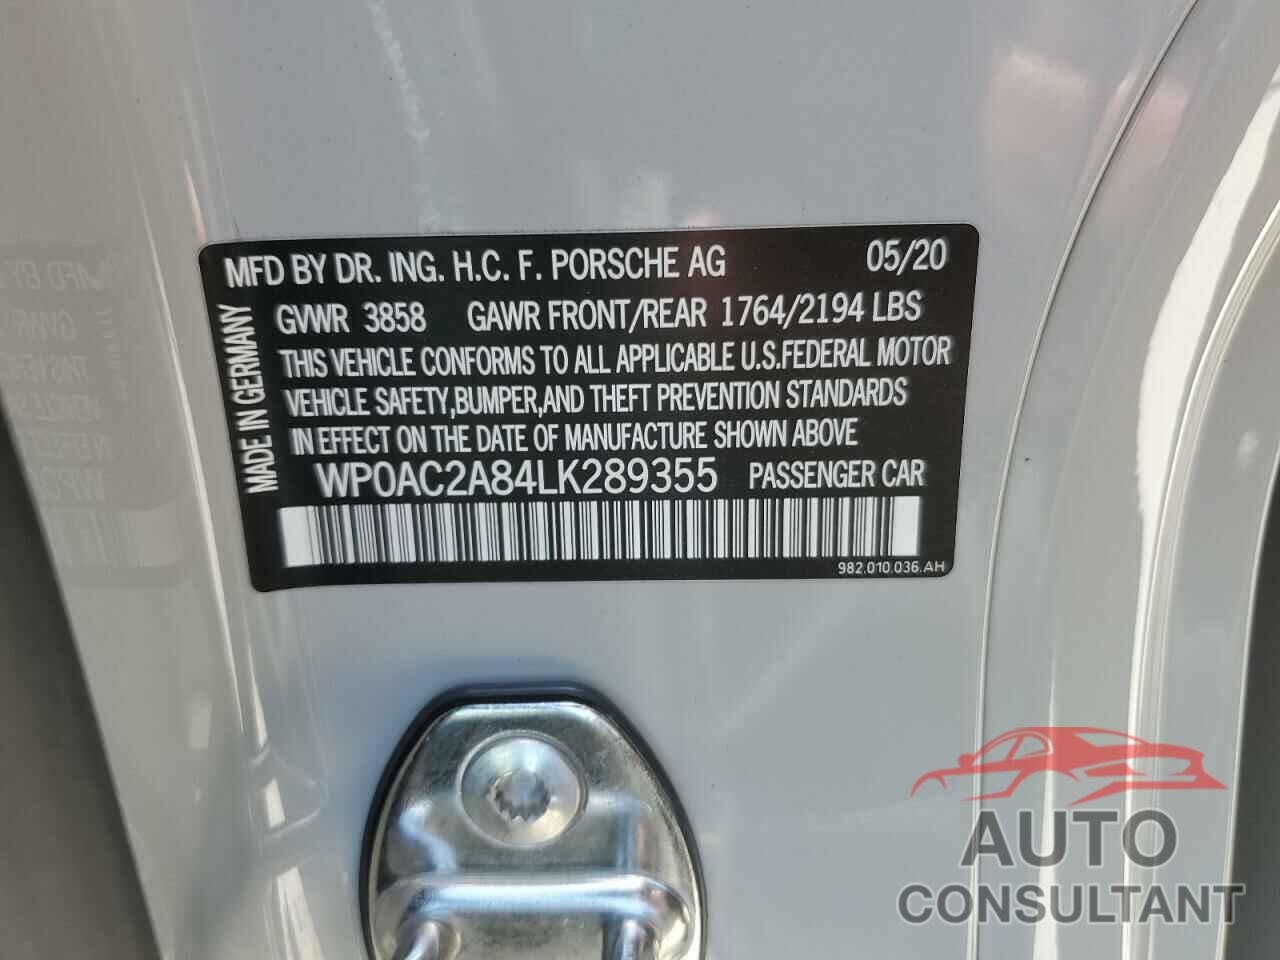 MFD BY DR. ING. H.C. F. PORSCHE AG 05/20
GVWR 3858 GAWR FRONT/REAR 1764/2194 LBS
THIS VEHICLE CONFORMS TO ALL APPLICABLE U.S.FEDERAL MOTOR
VEHICLE SAFETY,BUMPER,AND THEFT PREVENTION STANDARDS
IN EFFECT ON THE DATE OF MANUFACTURE SHOWN ABOVE
WP0AC2A84LK289355 PASSENGER CAR
MADE IN GERMANY
982.010.036.AH
AUTO
CONSULTANT